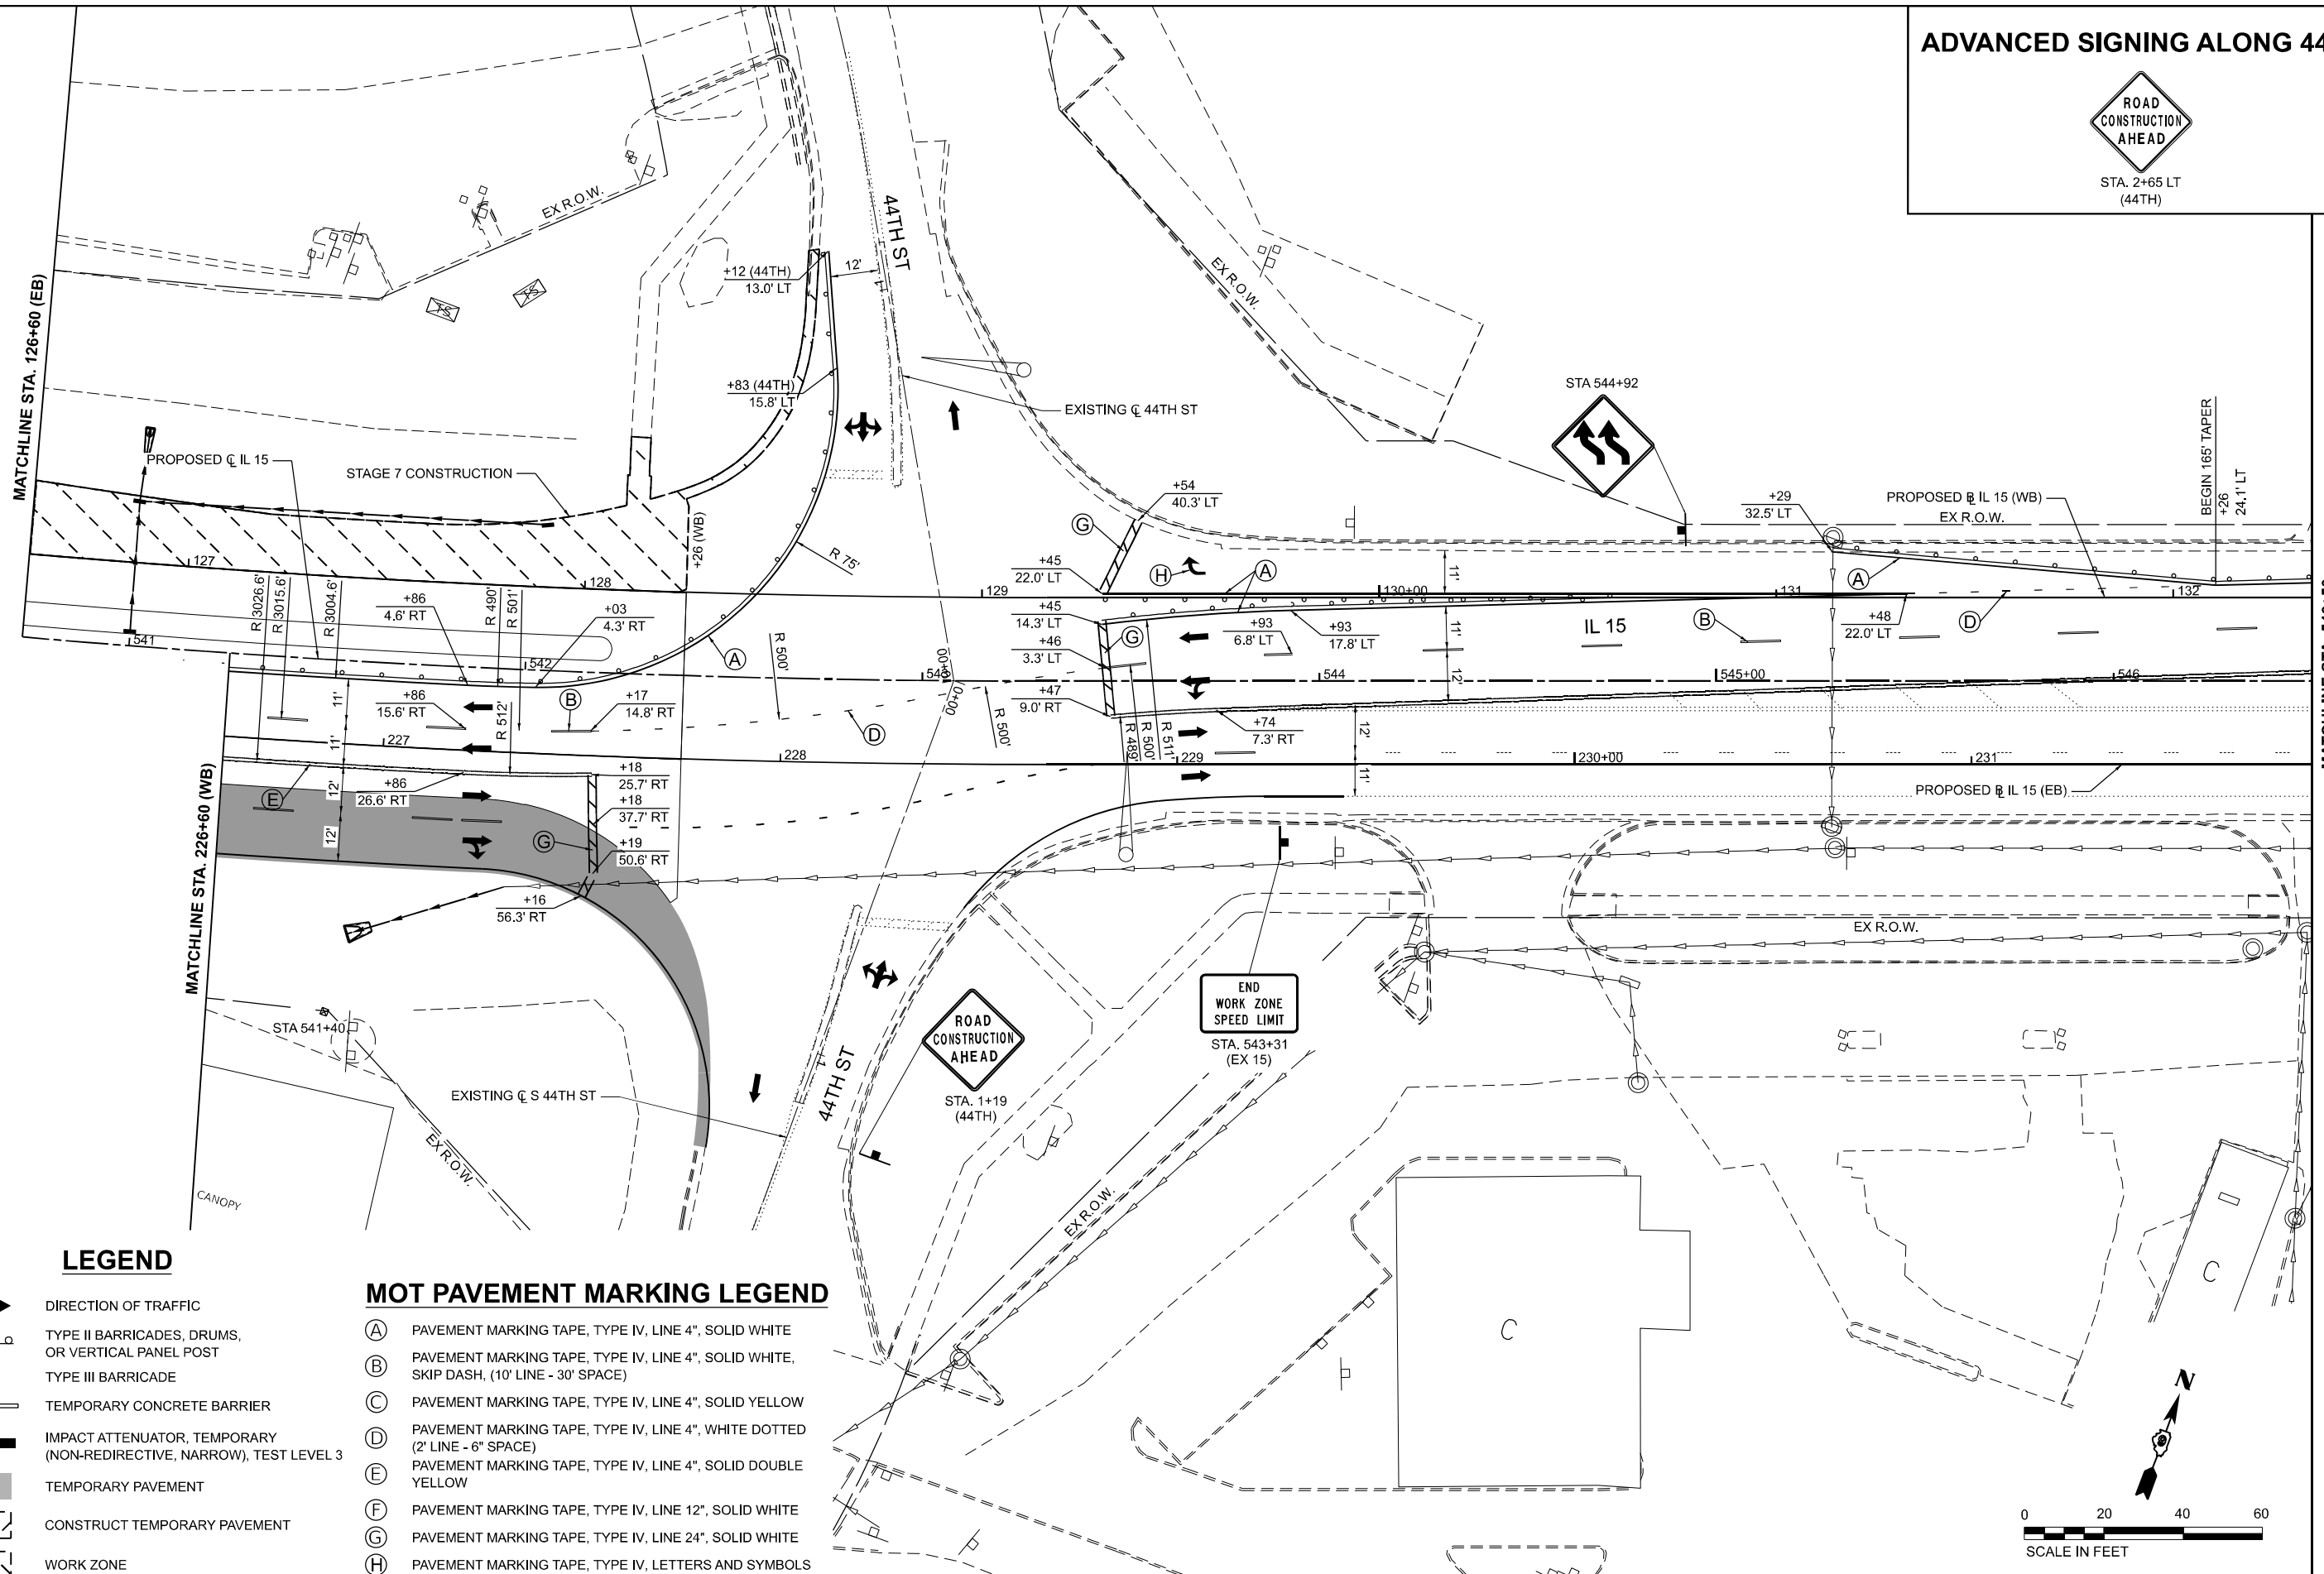 ADVANCED SIGNING ALONG 44
ROAD
CONSTRUCTION
AHEAD
STA. 2+65 LT
(44TH)
MATCHLINE STA. 126+60 (EB)
EX R.O.W.
TS
TS
+12 (44TH)
13.0' LT
12'
44TH ST
11'
+83 (44TH)
15.8' LT
EXISTING ℄ 44TH ST
EX R.O.W.
STA 544+92
PROPOSED ℄ IL 15
STAGE 7 CONSTRUCTION
+26 (WB)
R 75'
+54
40.3' LT
G
H
A
+45
22.0' LT
+29
32.5' LT
PROPOSED B IL 15 (WB)
EX R.O.W.
BEGIN 165' TAPER
+26
24.1' LT
A
127
128
129
130+00
131
132
11'
R 3026.6'
R 3015.6'
R 3004.6'
+86
4.6' RT
R 490'
R 501'
+03
4.3' RT
+45
14.3' LT
+46
3.3' LT
G
+93
6.8' LT
+93
17.8' LT
11'
IL 15
B
+48
22.0' LT
D
541
542
543
544
545+00
546
A
R 500'
0+00
00+0
R 500'
+47
9.0' RT
12'
11'
+86
15.6' RT
R 512'
B
+17
14.8' RT
D
R 489'
R 500'
R 511'
+74
7.3' RT
12'
11'
11'
227
228
229
230+00
231
PROPOSED B IL 15 (EB)
E
12'
+86
26.6' RT
+18
25.7' RT
+18
37.7' RT
12'
G
+19
50.6' RT
+16
56.3' RT
MATCHLINE STA. 226+60 (WB)
EX R.O.W.
STA 541+40
END
WORK ZONE
SPEED LIMIT
STA. 543+31
(EX 15)
ROAD
CONSTRUCTION
AHEAD
STA. 1+19
(44TH)
44TH ST
EXISTING ℄ S 44TH ST
EX R.O.W.
EX R.O.W.
CANOPY
C
C
N
LEGEND
DIRECTION OF TRAFFIC
TYPE II BARRICADES, DRUMS,
OR VERTICAL PANEL POST
TYPE III BARRICADE
TEMPORARY CONCRETE BARRIER
IMPACT ATTENUATOR, TEMPORARY
(NON-REDIRECTIVE, NARROW), TEST LEVEL 3
TEMPORARY PAVEMENT
CONSTRUCT TEMPORARY PAVEMENT
WORK ZONE
MOT PAVEMENT MARKING LEGEND
A PAVEMENT MARKING TAPE, TYPE IV, LINE 4", SOLID WHITE
B PAVEMENT MARKING TAPE, TYPE IV, LINE 4", SOLID WHITE,
SKIP DASH, (10' LINE - 30' SPACE)
C PAVEMENT MARKING TAPE, TYPE IV, LINE 4", SOLID YELLOW
D PAVEMENT MARKING TAPE, TYPE IV, LINE 4", WHITE DOTTED
(2' LINE - 6" SPACE)
E PAVEMENT MARKING TAPE, TYPE IV, LINE 4", SOLID DOUBLE
YELLOW
F PAVEMENT MARKING TAPE, TYPE IV, LINE 12", SOLID WHITE
G PAVEMENT MARKING TAPE, TYPE IV, LINE 24", SOLID WHITE
H PAVEMENT MARKING TAPE, TYPE IV, LETTERS AND SYMBOLS
0 20 40 60
SCALE IN FEET